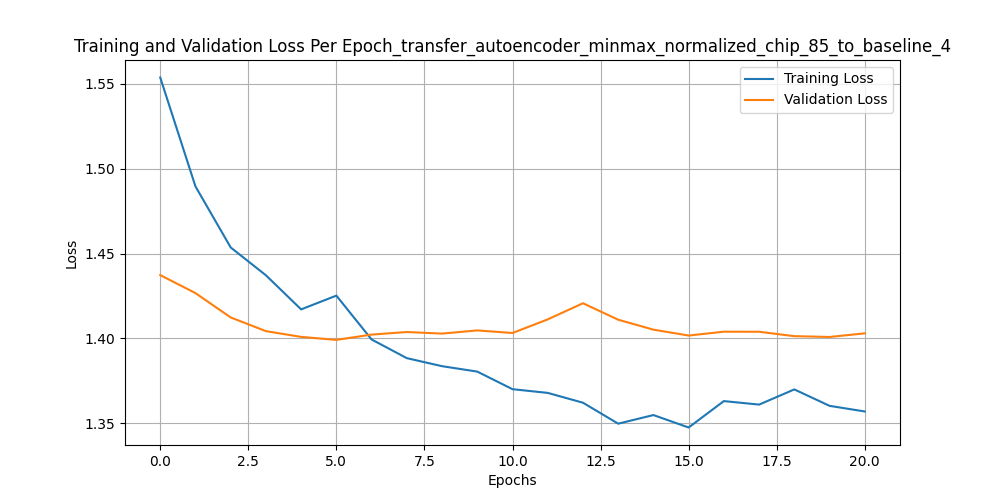 Training and Validation Loss Per Epoch_transfer_autoencoder_minmax_normalized_chip_85_to_baseline_4
Training Loss
Validation Loss
1.55
1.50
1.45
1.40
1.35
Loss
0.0 2.5 5.0 7.5 10.0 12.5 15.0 17.5 20.0
Epochs